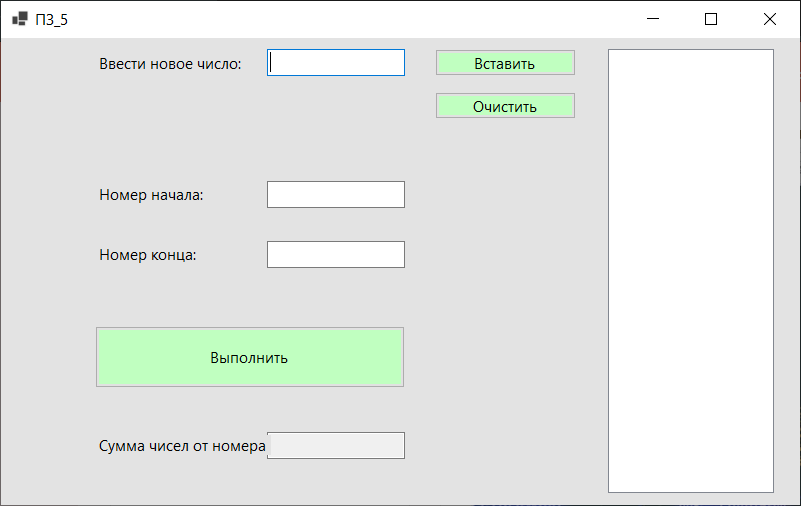 ПЗ_5
Ввести новое число:
Вставить
Очистить
Номер начала:
Номер конца:
Выполнить
Сумма чисел от номера